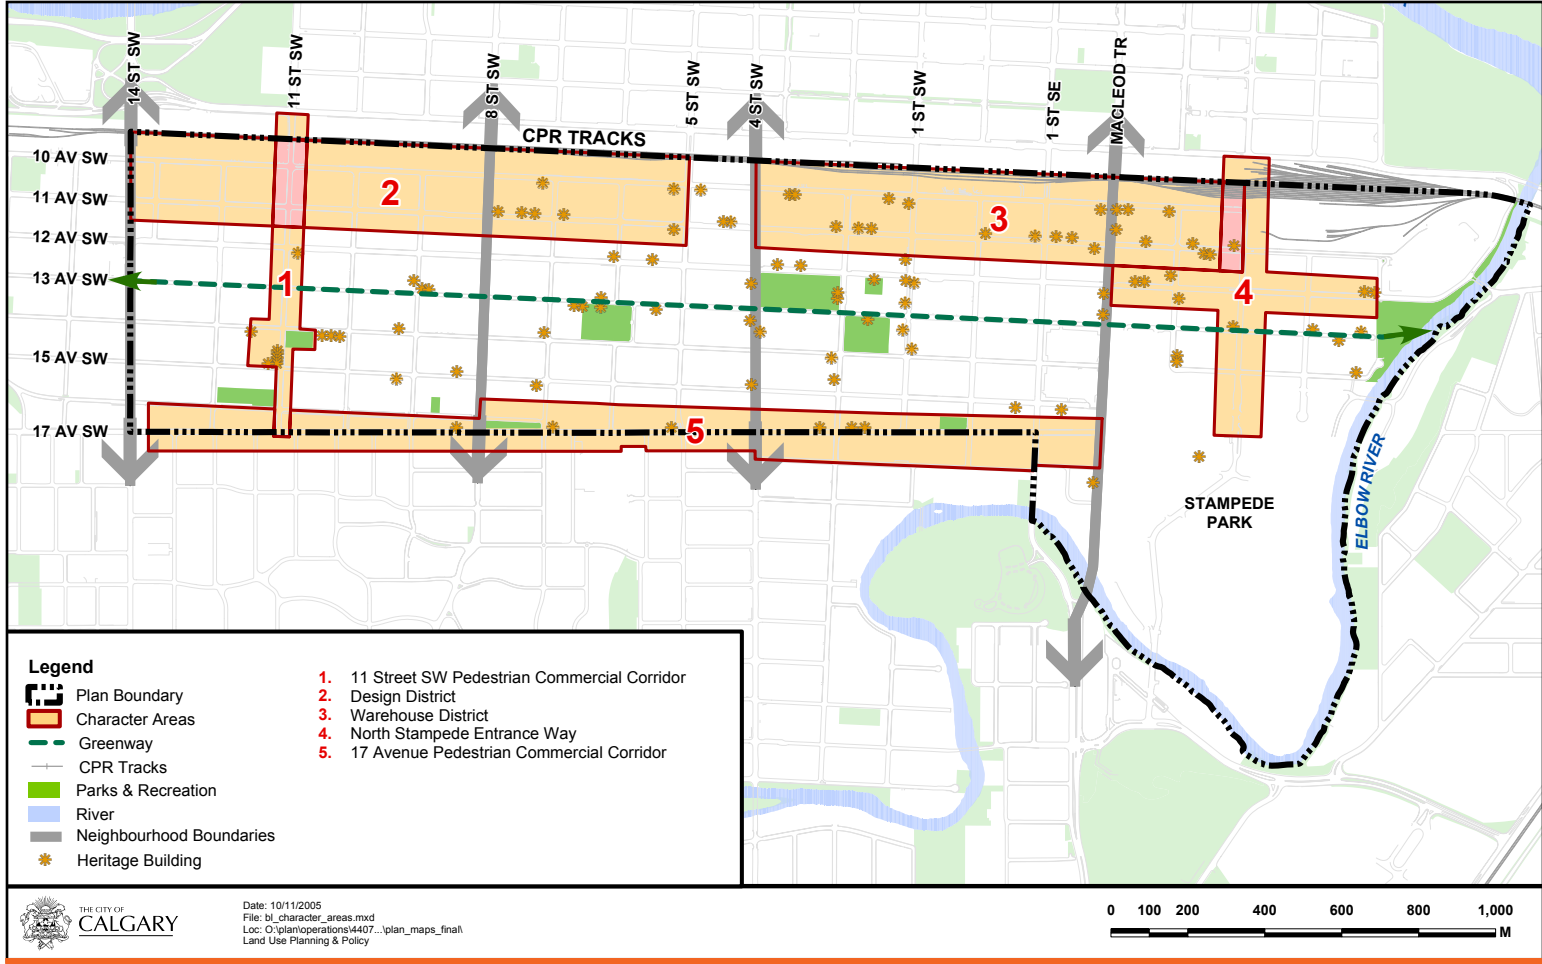 14 ST SW
11 ST SW
8 ST SW
5 ST SW
4 ST SW
1 ST SW
1 ST SE
MACLEOD TR
CPR TRACKS
10 AV SW
11 AV SW
12 AV SW
13 AV SW
15 AV SW
17 AV SW
1
2
3
4
5
STAMPEDE
PARK
ELBOW RIVER
Legend
Plan Boundary
Character Areas
Greenway
CPR Tracks
Parks & Recreation
River
Neighbourhood Boundaries
Heritage Building
1. 11 Street SW Pedestrian Commercial Corridor
2. Design District
3. Warehouse District
4. North Stampede Entrance Way
5. 17 Avenue Pedestrian Commercial Corridor
THE CITY OF
CALGARY
Date: 10/11/2005
File: bl_character_areas.mxd
Loc: O:\plan\operations\4407...\plan_maps_final\
Land Use Planning & Policy
0 100 200 400 600 800 1,000
M